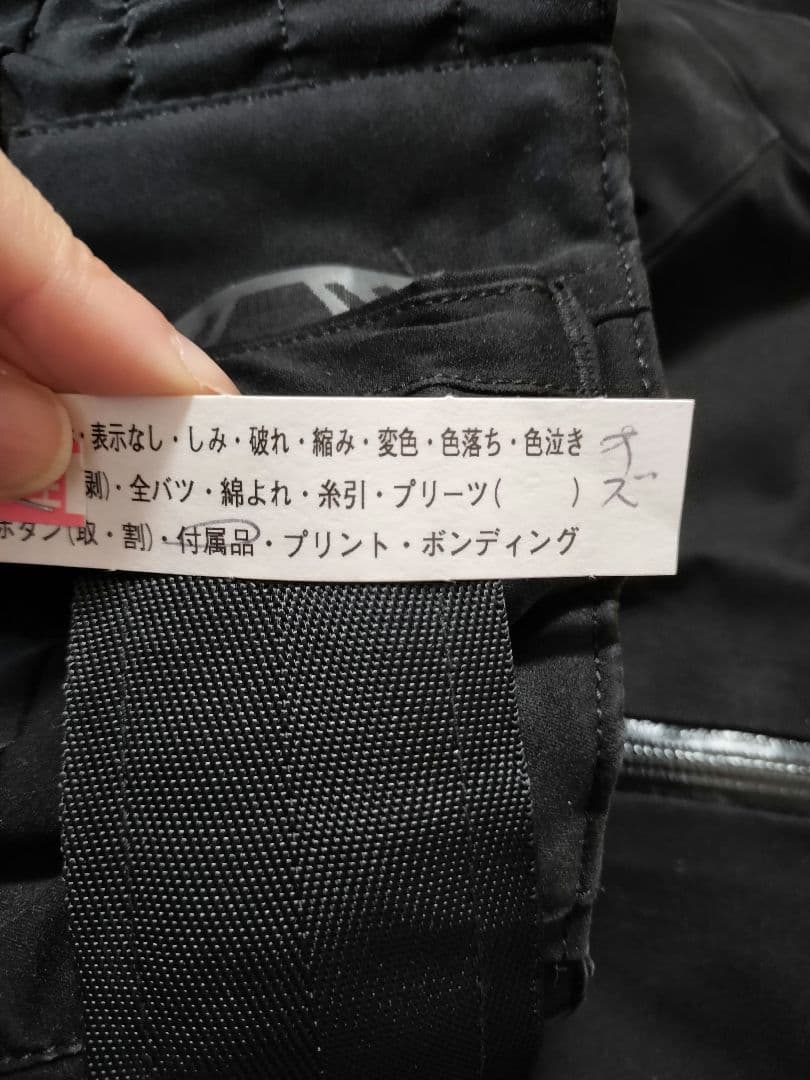 ・表示なし・しみ・破れ・縮み・変色・色落ち・色泣き
剥)・全バツ・綿よれ・糸引・プリーツ(　　)
ボタン(取・割)・付属品・プリント・ボンディング
オズ